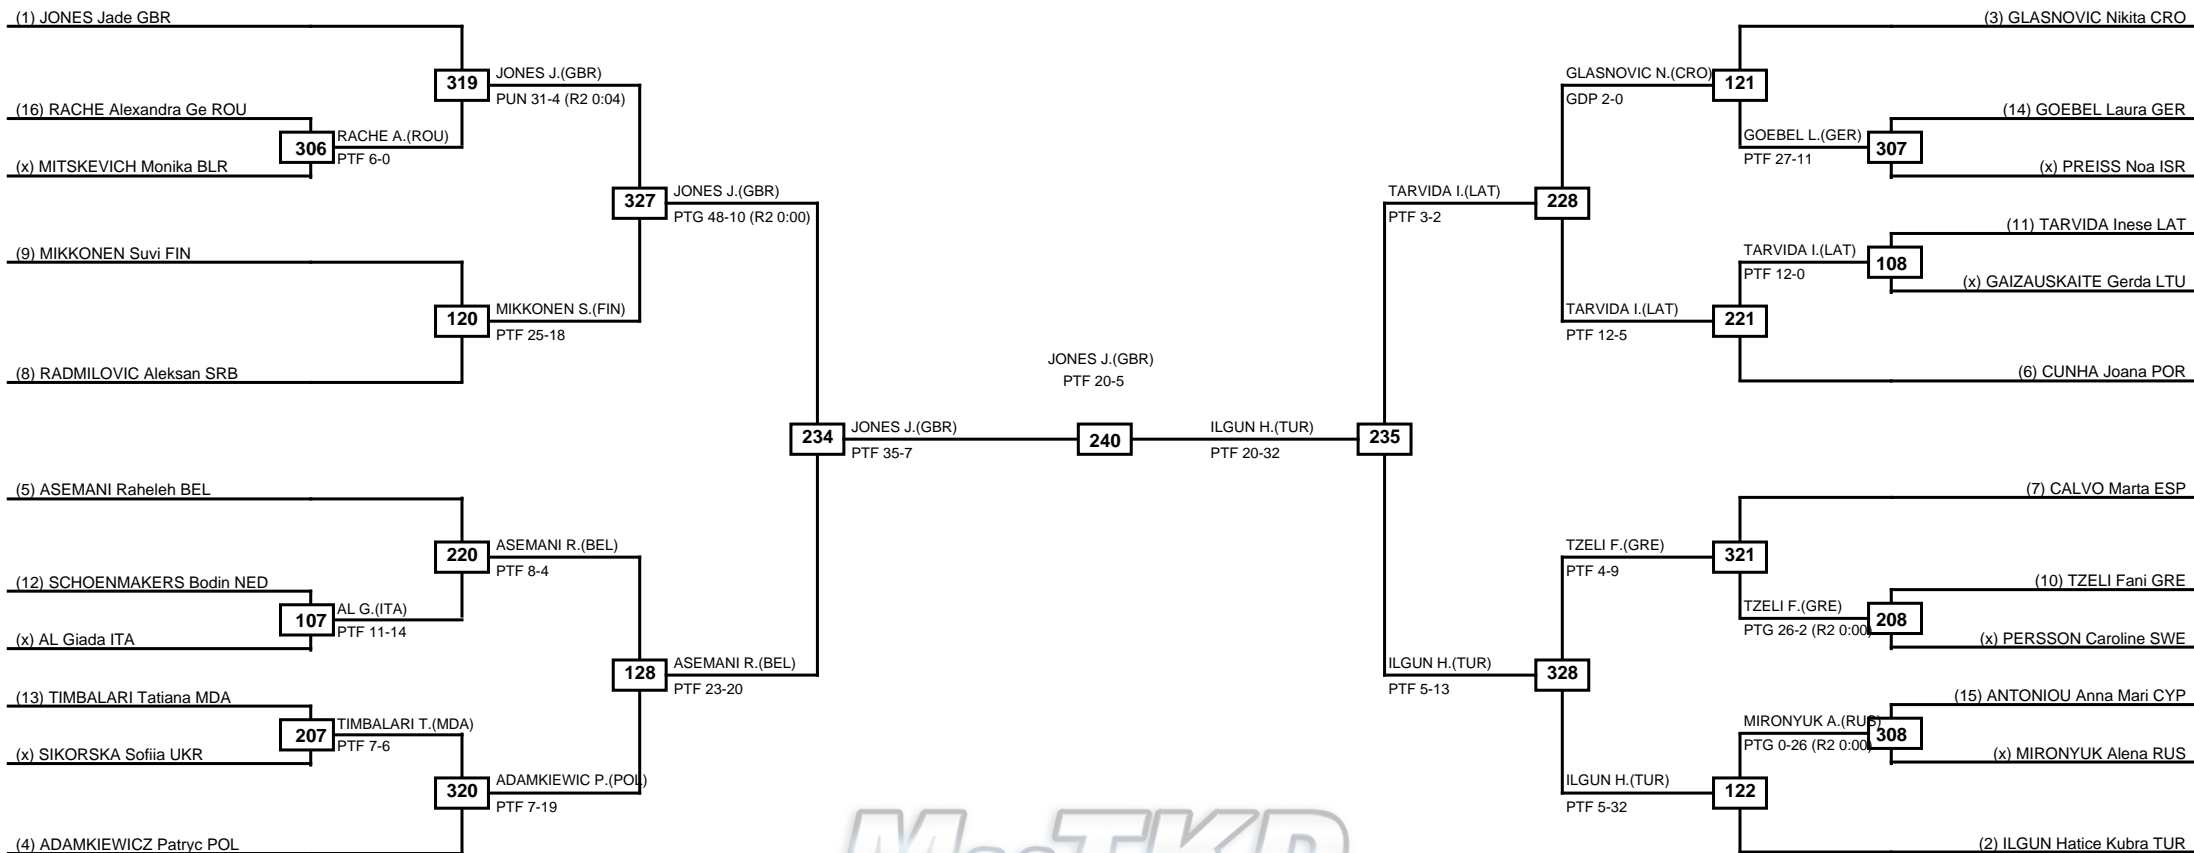 (1) JONES Jade GBR
319
JONES J.(GBR)
PUN 31-4 (R2 0:04)
(16) RACHE Alexandra Ge ROU
306
RACHE A.(ROU)
PTF 6-0
(x) MITSKEVICH Monika BLR
327
JONES J.(GBR)
PTG 48-10 (R2 0:00)
(9) MIKKONEN Suvi FIN
120
MIKKONEN S.(FIN)
PTF 25-18
(8) RADMILOVIC Aleksan SRB
234
JONES J.(GBR)
PTF 35-7
(5) ASEMANI Raheleh BEL
220
ASEMANI R.(BEL)
PTF 8-4
(12) SCHOENMAKERS Bodin NED
107
AL G.(ITA)
PTF 11-14
(x) AL Giada ITA
128
ASEMANI R.(BEL)
PTF 23-20
(13) TIMBALARI Tatiana MDA
207
TIMBALARI T.(MDA)
PTF 7-6
(x) SIKORSKA Sofiia UKR
320
ADAMKIEWIC P.(POL)
PTF 7-19
(4) ADAMKIEWICZ Patryc POL
JONES J.(GBR)
PTF 20-5
240
(3) GLASNOVIC Nikita CRO
GLASNOVIC N.(CRO)
GDP 2-0
121
(14) GOEBEL Laura GER
GOEBEL L.(GER)
PTF 27-11
307
(x) PREISS Noa ISR
TARVIDA I.(LAT)
PTF 3-2
228
(11) TARVIDA Inese LAT
TARVIDA I.(LAT)
PTF 12-0
108
(x) GAIZAUSKAITE Gerda LTU
TARVIDA I.(LAT)
PTF 12-5
221
(6) CUNHA Joana POR
ILGUN H.(TUR)
PTF 20-32
235
(7) CALVO Marta ESP
TZELI F.(GRE)
PTF 4-9
321
(10) TZELI Fani GRE
TZELI F.(GRE)
PTG 26-2 (R2 0:00)
208
(x) PERSSON Caroline SWE
ILGUN H.(TUR)
PTF 5-13
328
(15) ANTONIOU Anna Mari CYP
MIRONYUK A.(RUS)
PTG 0-26 (R2 0:00)
308
(x) MIRONYUK Alena RUS
ILGUN H.(TUR)
PTF 5-32
122
(2) ILGUN Hatice Kubra TUR